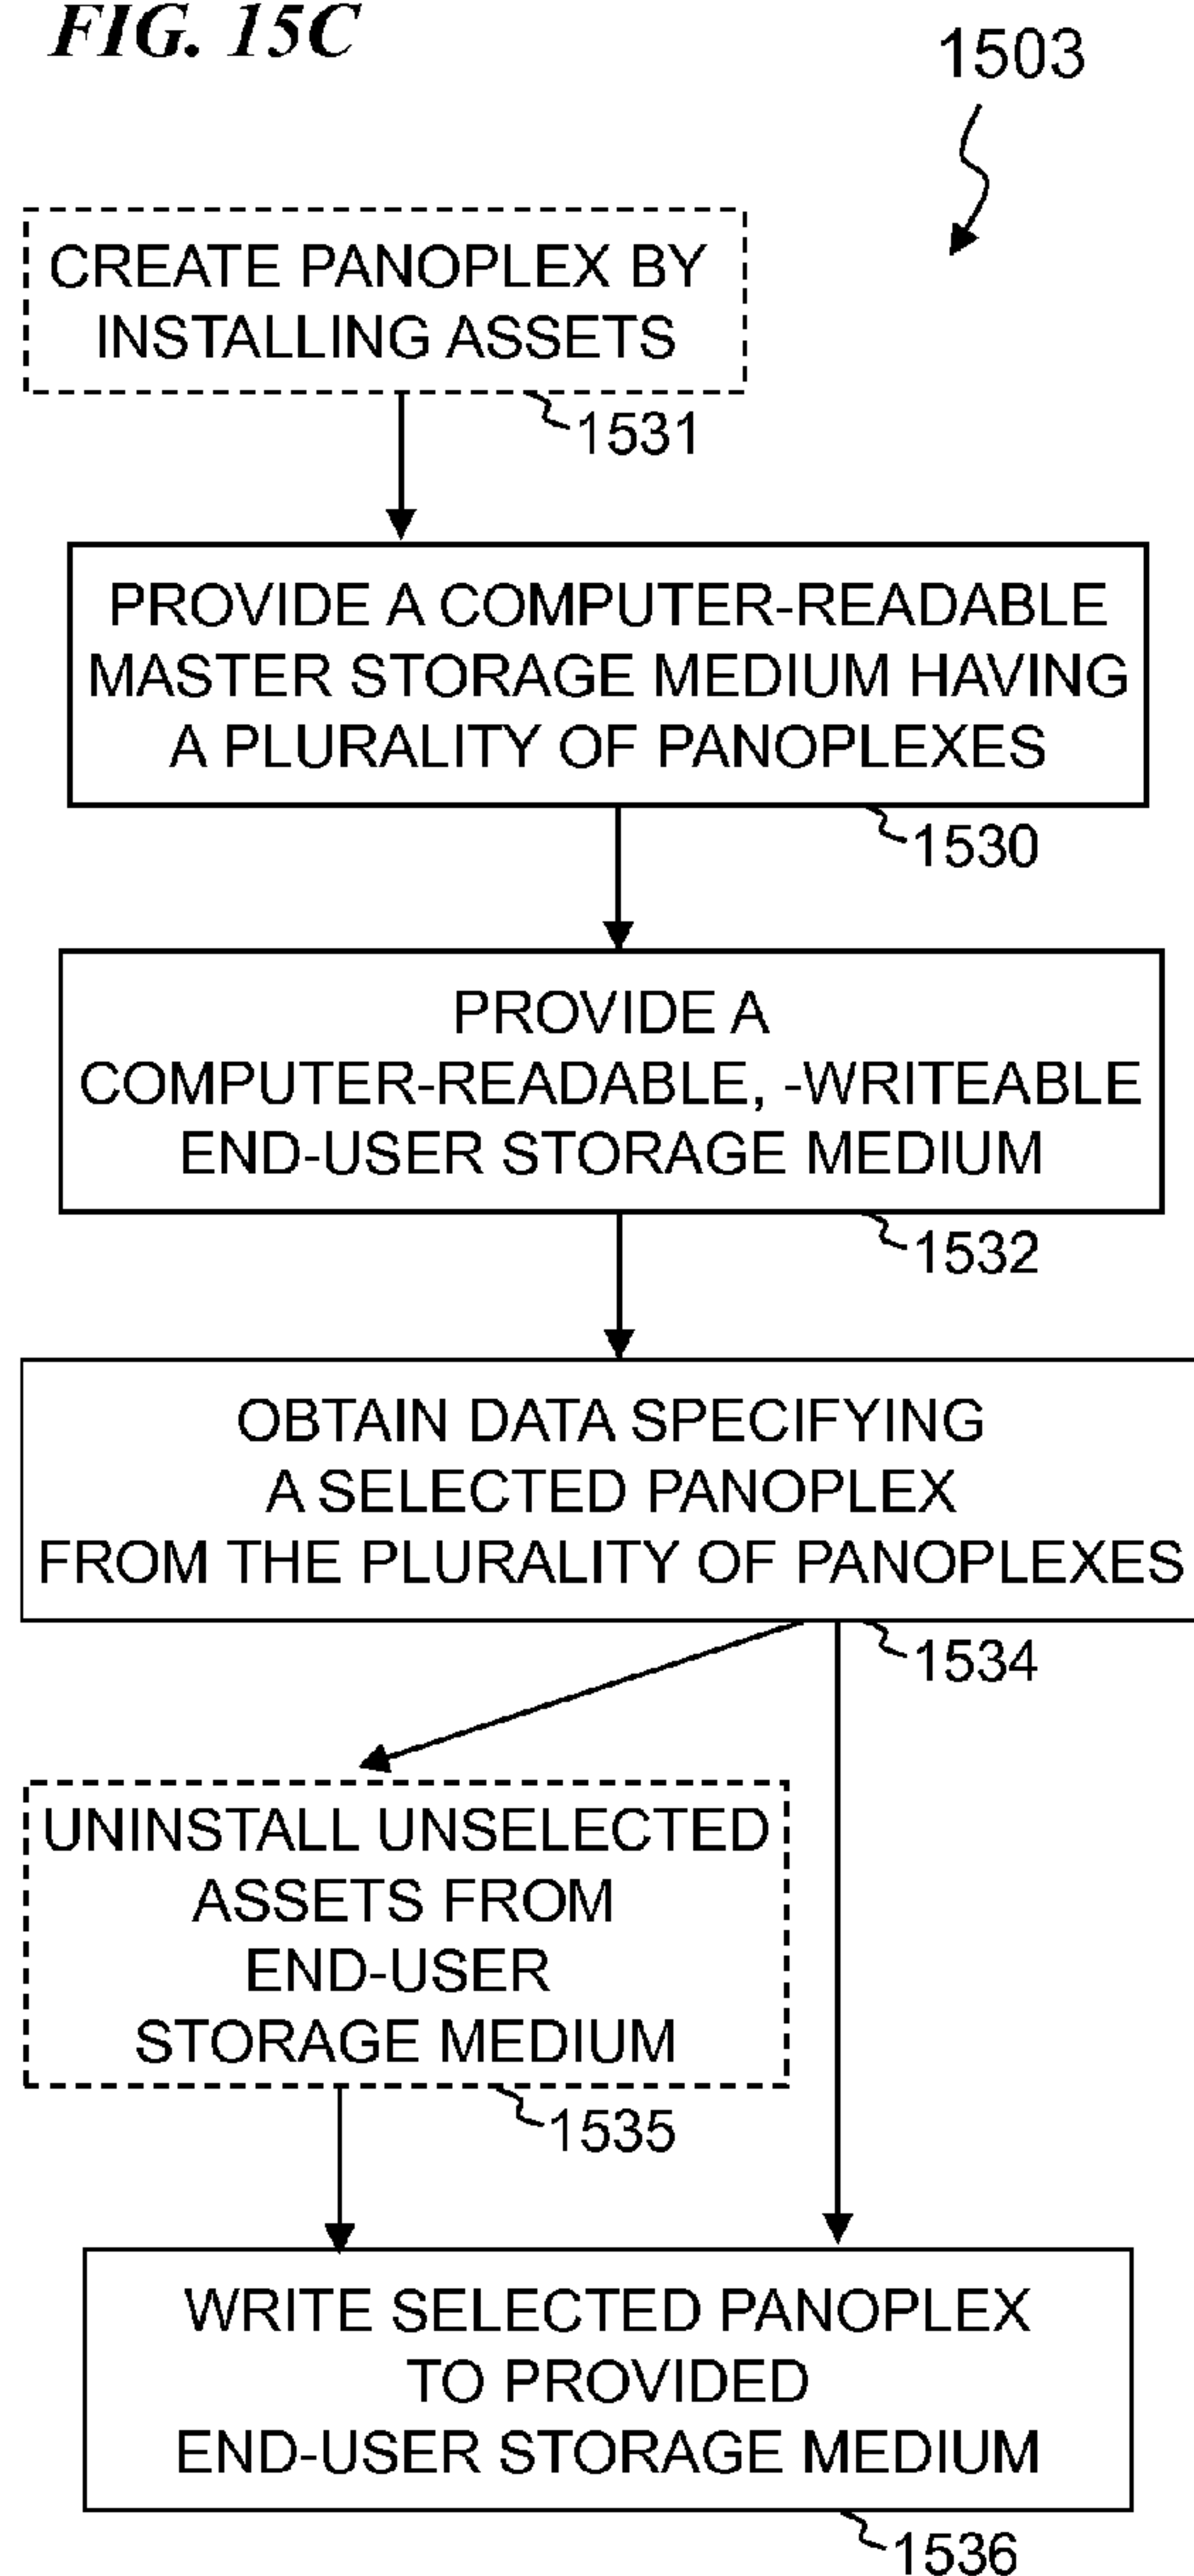 FIG. 15C
1503
CREATE PANOPLEX BY
INSTALLING ASSETS
1531
PROVIDE A COMPUTER-READABLE
MASTER STORAGE MEDIUM HAVING
A PLURALITY OF PANOPLEXES
1530
PROVIDE A
COMPUTER-READABLE, -WRITEABLE
END-USER STORAGE MEDIUM
1532
OBTAIN DATA SPECIFYING
A SELECTED PANOPLEX
FROM THE PLURALITY OF PANOPLEXES
1534
UNINSTALL UNSELECTED
ASSETS FROM
END-USER
STORAGE MEDIUM
1535
WRITE SELECTED PANOPLEX
TO PROVIDED
END-USER STORAGE MEDIUM
1536